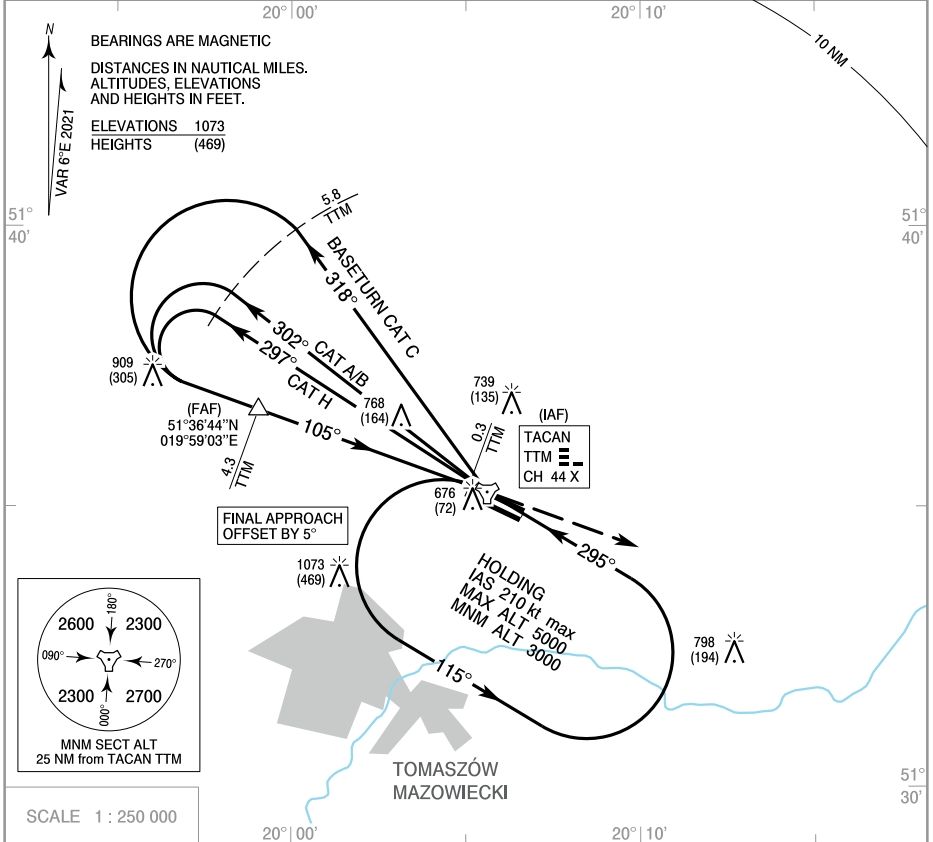 20° 00'
20° 10'
10 NM
N
VAR 6°E 2021
BEARINGS ARE MAGNETIC
DISTANCES IN NAUTICAL MILES.
ALTITUDES, ELEVATIONS
AND HEIGHTS IN FEET.
ELEVATIONS 1073
HEIGHTS (469)
51°
40'
51°
40'
5.8
TTM
BASETURN CAT C
318°
302° CAT A/B
297°
CAT H
909
(305)
(FAF)
51°36'44"N
019°59'03"E
4.3
TTM
105°
768
(164)
739
(135)
0.3
TTM
(IAF)
TACAN
TTM
CH 44 X
676
(72)
FINAL APPROACH
OFFSET BY 5°
1073
(469)
295°
HOLDING
IAS 210 kt max
MAX ALT 5000
MNM ALT 3000
115°
798
(194)
2600
180°
2300
090°
270°
2300
000°
2700
MNM SECT ALT
25 NM from TACAN TTM
TOMASZÓW
MAZOWIECKI
51°
30'
SCALE 1 : 250 000
20° 00'
20° 10'